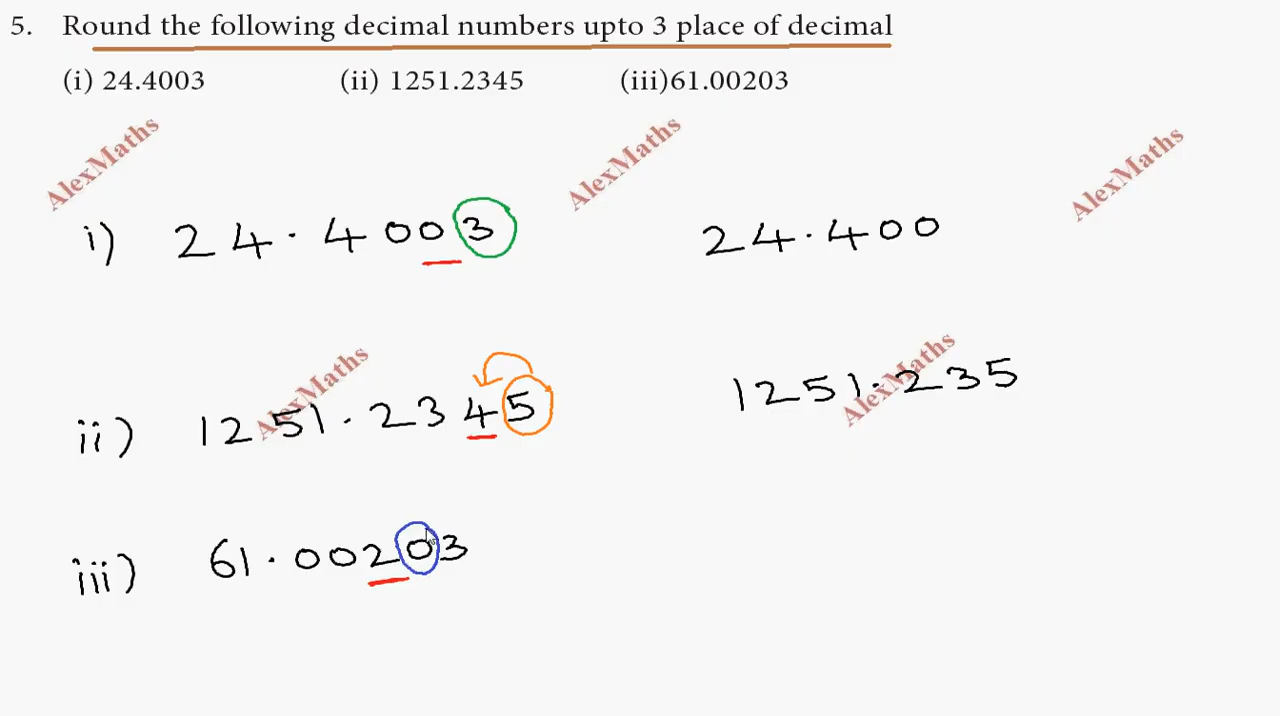 5. Round the following decimal numbers upto 3 place of decimal
(i) 24.4003 (ii) 1251.2345 (iii)61.00203
AlexMaths AlexMaths AlexMaths
i) 24.4003 24.400
AlexMaths AlexMaths
ii) 1251.2345 1251.235
iii) 61.00203